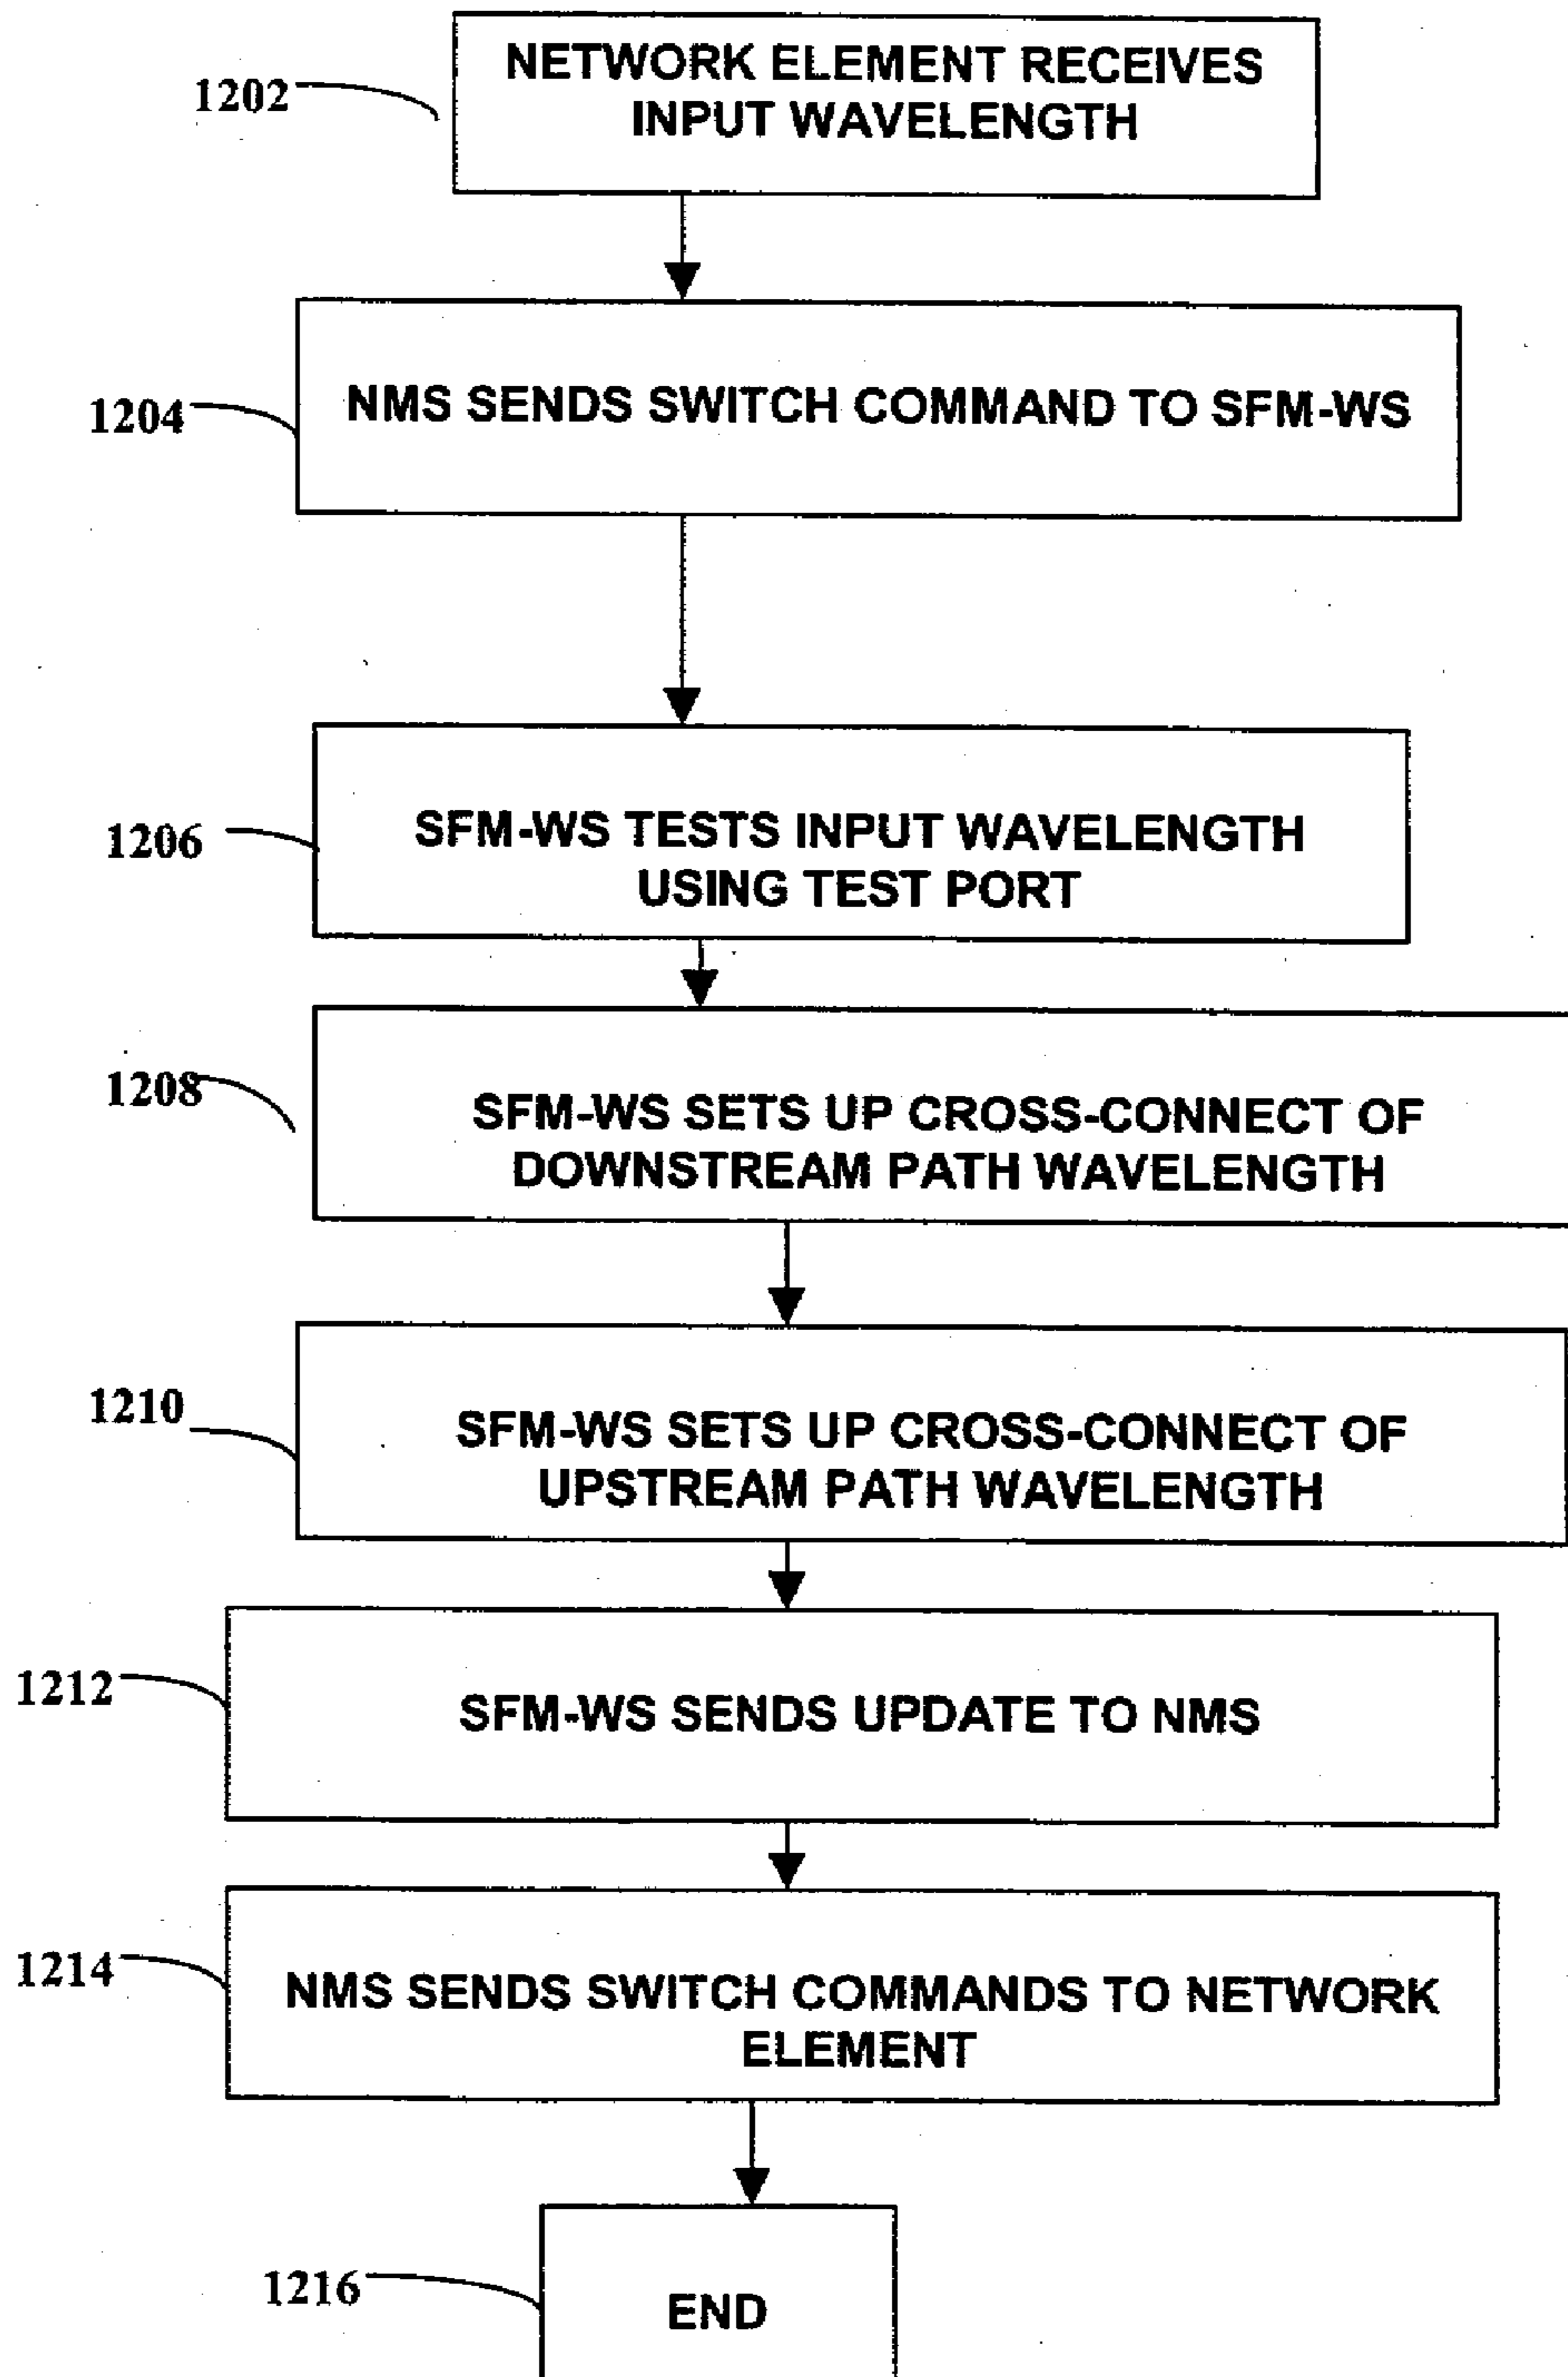 NETWORK ELEMENT RECEIVES
INPUT WAVELENGTH
1202
NMS SENDS SWITCH COMMAND TO SFM-WS
1204
SFM-WS TESTS INPUT WAVELENGTH
USING TEST PORT
1206
SFM-WS SETS UP CROSS-CONNECT OF
DOWNSTREAM PATH WAVELENGTH
1208
SFM-WS SETS UP CROSS-CONNECT OF
UPSTREAM PATH WAVELENGTH
1210
SFM-WS SENDS UPDATE TO NMS
1212
NMS SENDS SWITCH COMMANDS TO NETWORK
ELEMENT
1214
END
1216